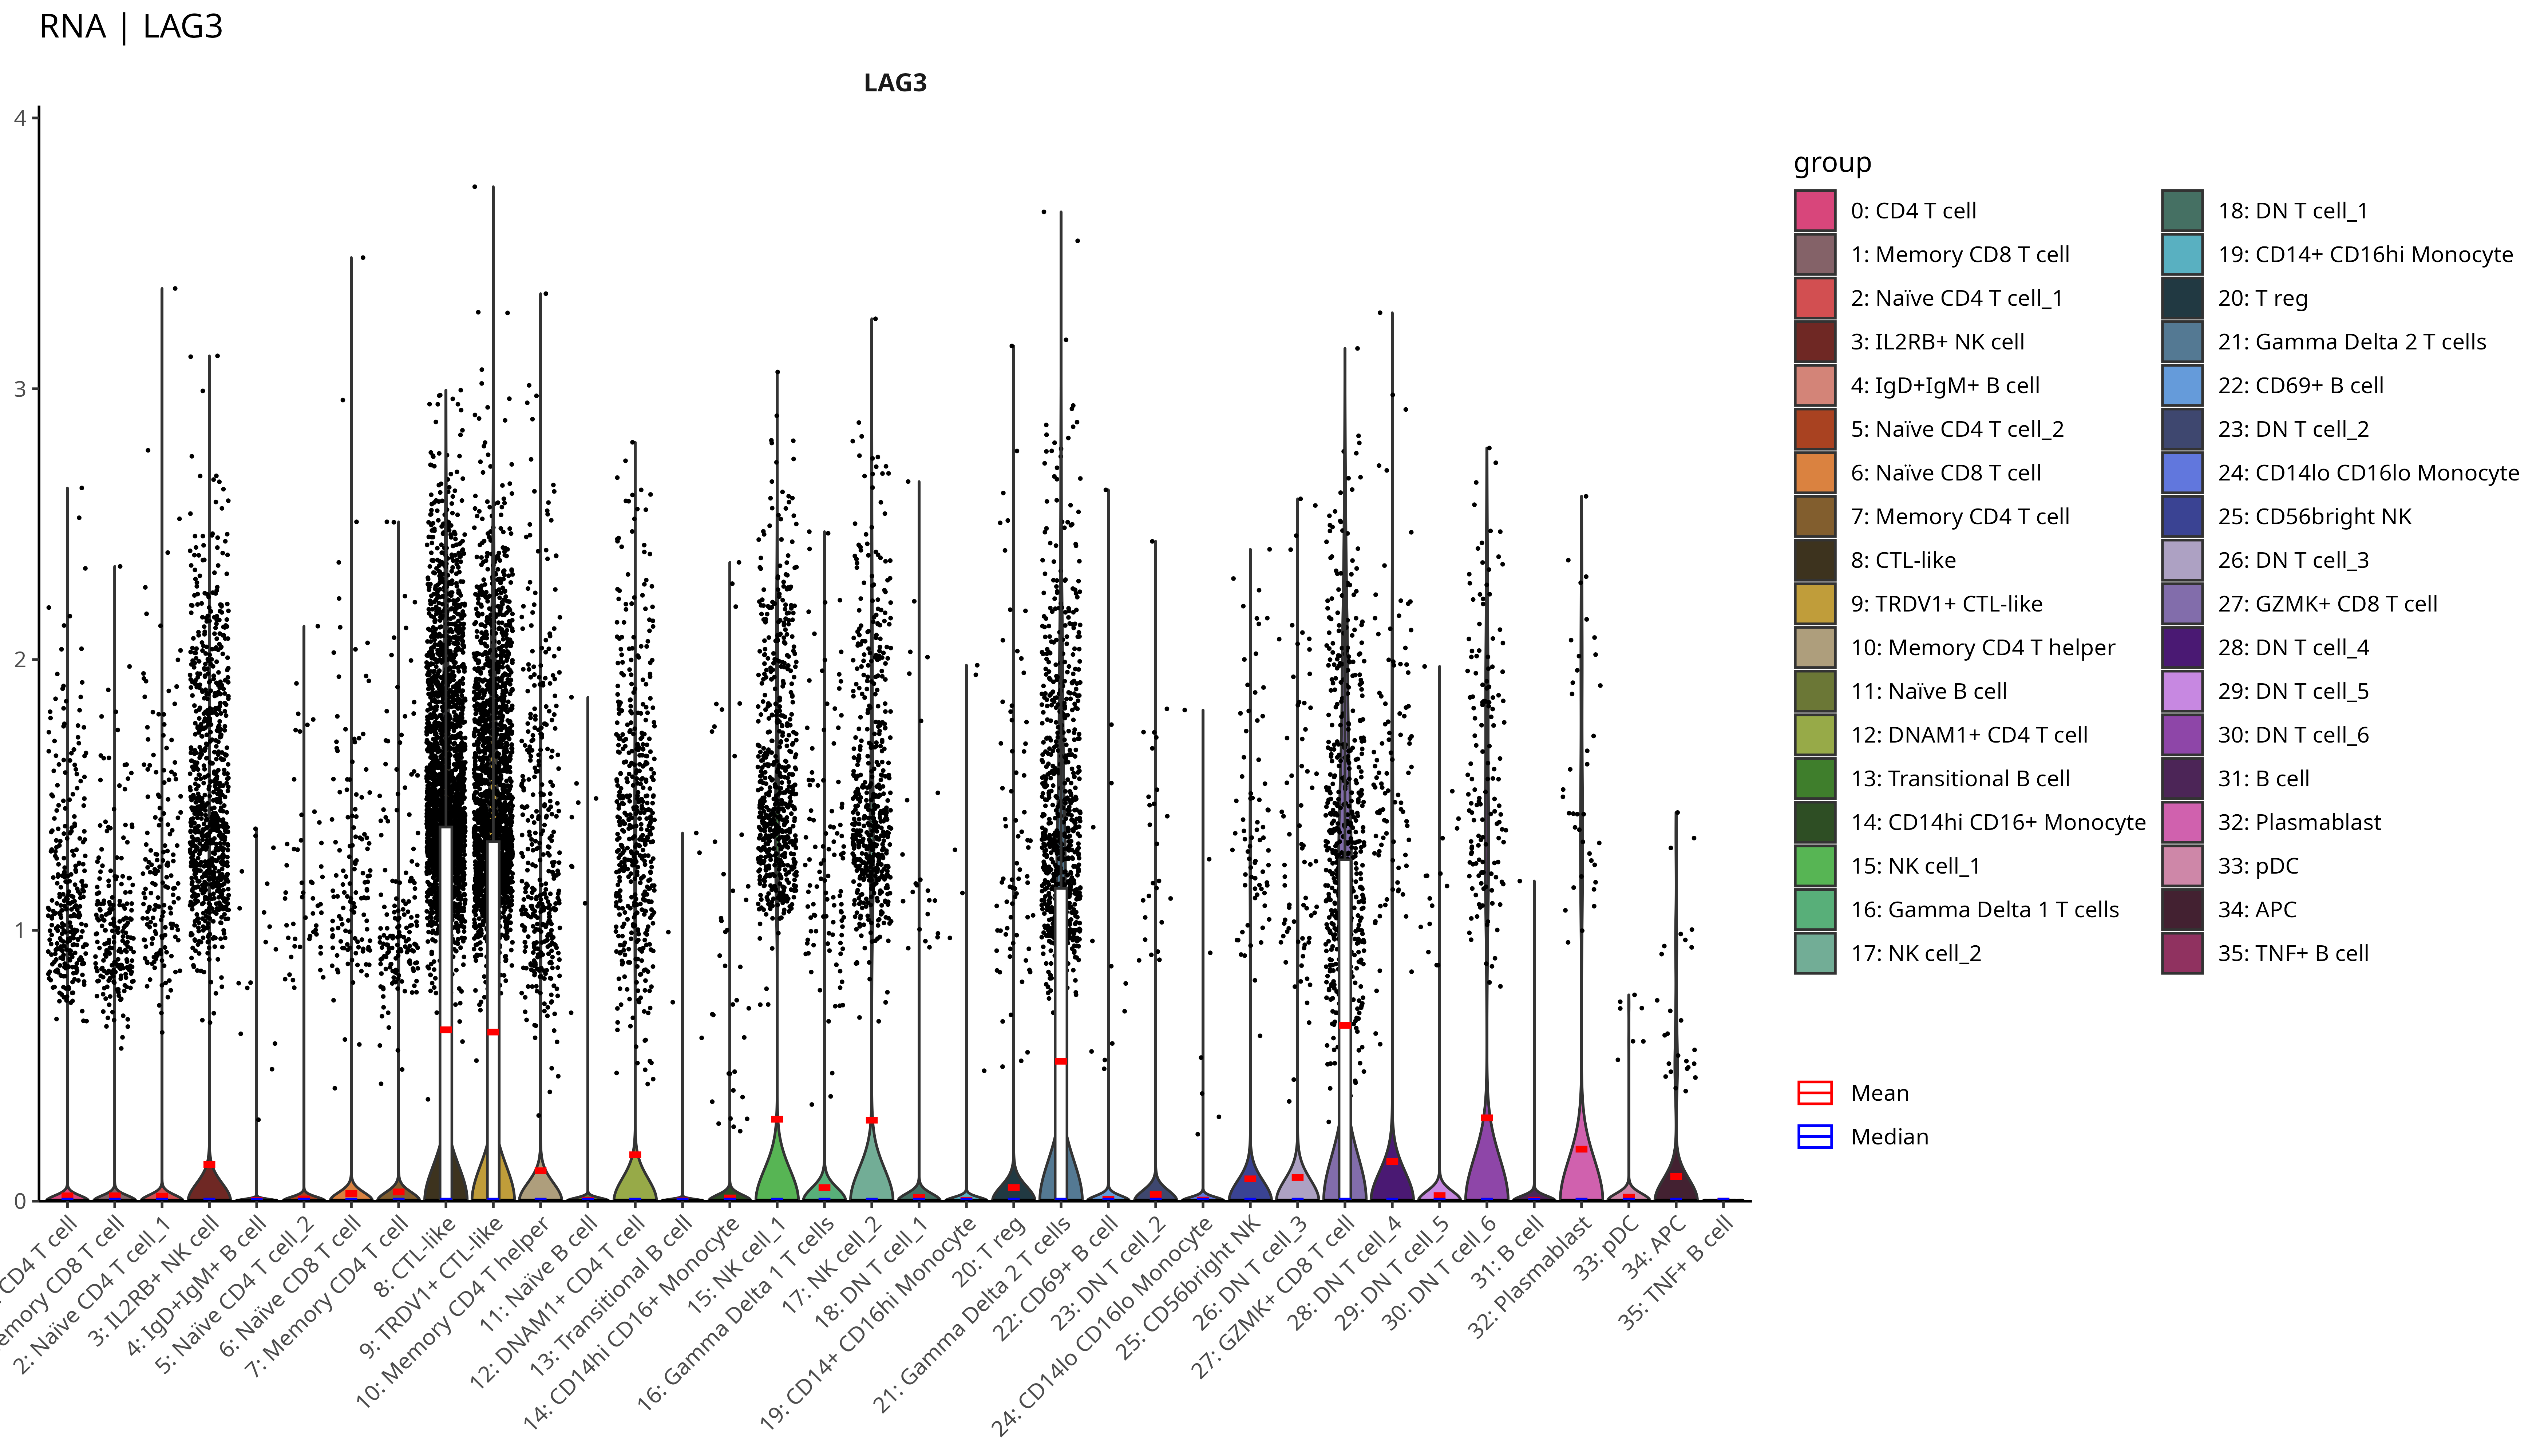 RNA | LAG3
LAG3
4
3
2
1
0
CD4 T cell
Memory CD8 T cell
2: Naïve CD4 T cell_1
3: IL2RB+ NK cell
4: IgD+IgM+ B cell
5: Naïve CD4 T cell_2
6: Naïve CD8 T cell
7: Memory CD4 T cell
8: CTL-like
9: TRDV1+ CTL-like
10: Memory CD4 T helper
11: Naïve B cell
12: DNAM1+ CD4 T cell
13: Transitional B cell
14: CD14hi CD16+ Monocyte
15: NK cell_1
16: Gamma Delta 1 T cells
17: NK cell_2
18: DN T cell_1
19: CD14+ CD16hi Monocyte
20: T reg
21: Gamma Delta 2 T cells
22: CD69+ B cell
23: DN T cell_2
24: CD14lo CD16lo Monocyte
25: CD56bright NK
26: DN T cell_3
27: GZMK+ CD8 T cell
28: DN T cell_4
29: DN T cell_5
30: DN T cell_6
31: B cell
32: Plasmablast
33: pDC
34: APC
35: TNF+ B cell
group
0: CD4 T cell
1: Memory CD8 T cell
2: Naïve CD4 T cell_1
3: IL2RB+ NK cell
4: IgD+IgM+ B cell
5: Naïve CD4 T cell_2
6: Naïve CD8 T cell
7: Memory CD4 T cell
8: CTL-like
9: TRDV1+ CTL-like
10: Memory CD4 T helper
11: Naïve B cell
12: DNAM1+ CD4 T cell
13: Transitional B cell
14: CD14hi CD16+ Monocyte
15: NK cell_1
16: Gamma Delta 1 T cells
17: NK cell_2
18: DN T cell_1
19: CD14+ CD16hi Monocyte
20: T reg
21: Gamma Delta 2 T cells
22: CD69+ B cell
23: DN T cell_2
24: CD14lo CD16lo Monocyte
25: CD56bright NK
26: DN T cell_3
27: GZMK+ CD8 T cell
28: DN T cell_4
29: DN T cell_5
30: DN T cell_6
31: B cell
32: Plasmablast
33: pDC
34: APC
35: TNF+ B cell
Mean
Median